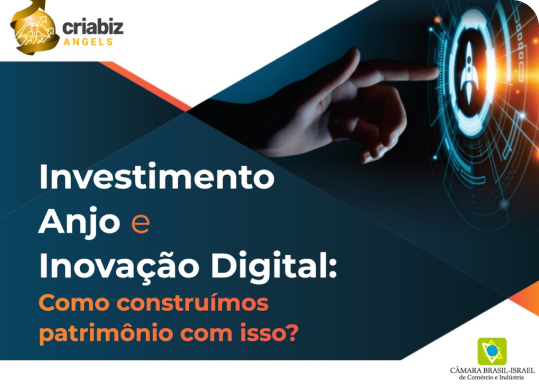 criabiz
ANGELS
Investimento
Anjo e
Inovação Digital:
Como construímos
patrimônio com isso?
CÂMARA BRASIL-ISRAEL
de Comércio e Indústria